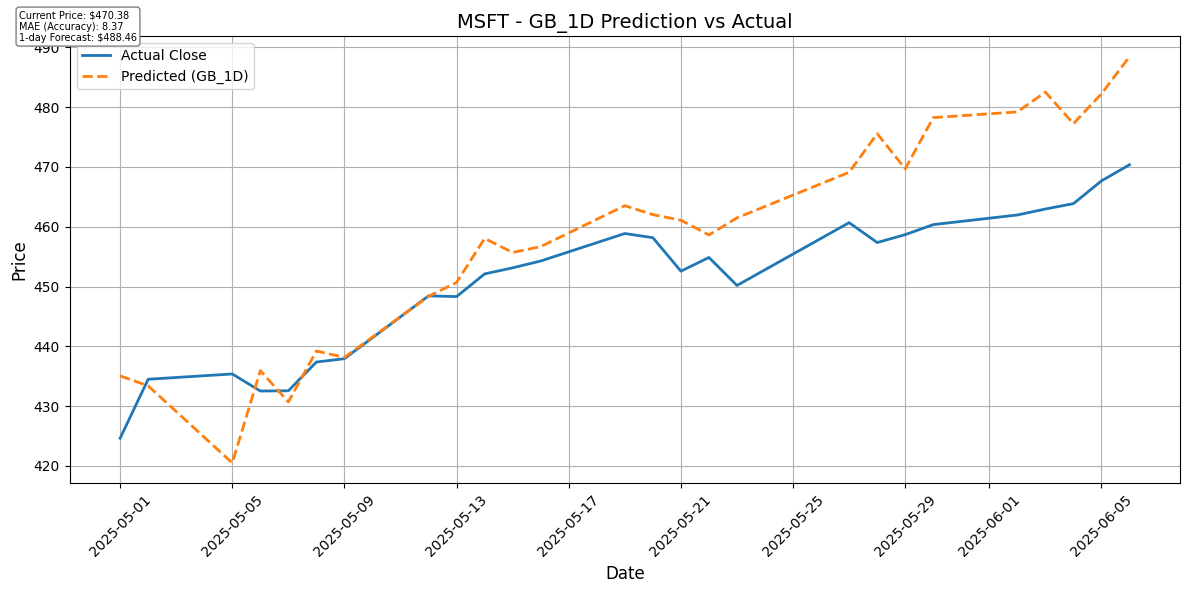 MSFT - GB_1D Prediction vs Actual
Current Price: $470.38
MAE (Accuracy): 8.37
1-day Forecast: $488.46
Actual Close
Predicted (GB_1D)
Price
490
480
470
460
450
440
430
420
2025-05-01
2025-05-05
2025-05-09
2025-05-13
2025-05-17
2025-05-21
2025-05-25
2025-05-29
2025-06-01
2025-06-05
Date